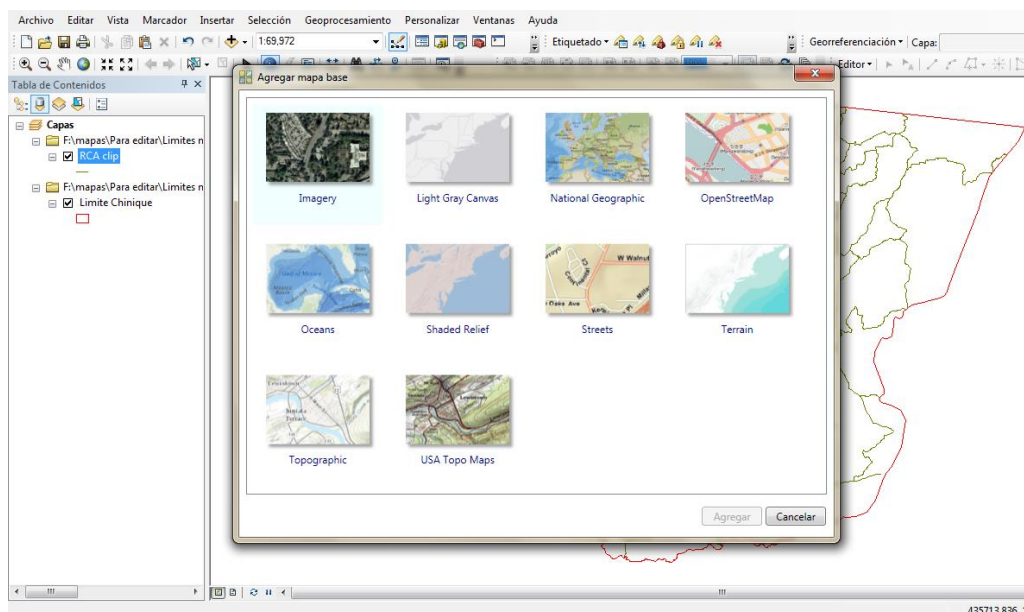 Archivo Editar Vista Marcador Insertar Selección Geoprocesamiento Personalizar Ventanas Ayuda
1:69,972 Etiquetado Georreferenciación Capa:
Editor
Tabla de Contenidos
Agregar mapa base
Capas
F:\mapas\Para editar\Limites n
RCA clip
F:\mapas\Para editar\Limites n
Limite Chinique
Imagery Light Gray Canvas National Geographic OpenStreetMap
Oceans Shaded Relief Streets Terrain
Topographic USA Topo Maps
Agregar Cancelar